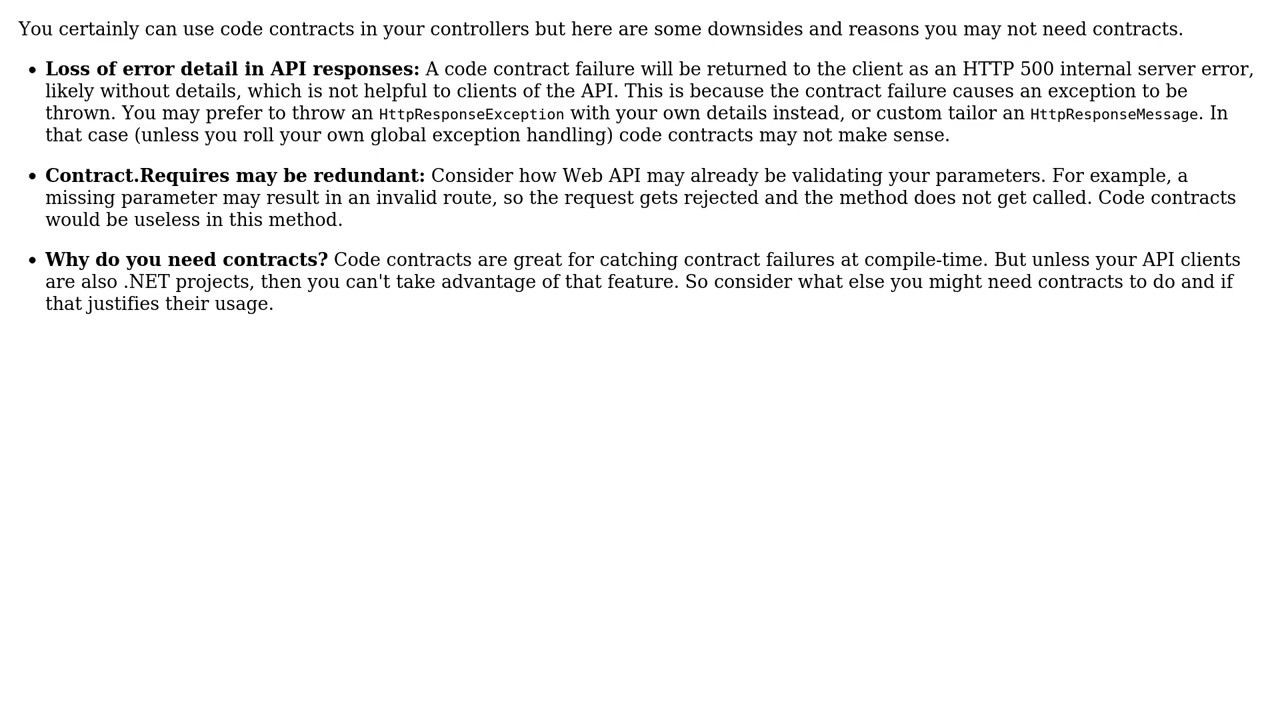 You certainly can use code contracts in your controllers but here are some downsides and reasons you may not need contracts.
• Loss of error detail in API responses: A code contract failure will be returned to the client as an HTTP 500 internal server error,
likely without details, which is not helpful to clients of the API. This is because the contract failure causes an exception to be
thrown. You may prefer to throw an HttpResponseException with your own details instead, or custom tailor an HttpResponseMessage. In
that case (unless you roll your own global exception handling) code contracts may not make sense.
• Contract.Requires may be redundant: Consider how Web API may already be validating your parameters. For example, a
missing parameter may result in an invalid route, so the request gets rejected and the method does not get called. Code contracts
would be useless in this method.
• Why do you need contracts? Code contracts are great for catching contract failures at compile-time. But unless your API clients
are also .NET projects, then you can't take advantage of that feature. So consider what else you might need contracts to do and if
that justifies their usage.